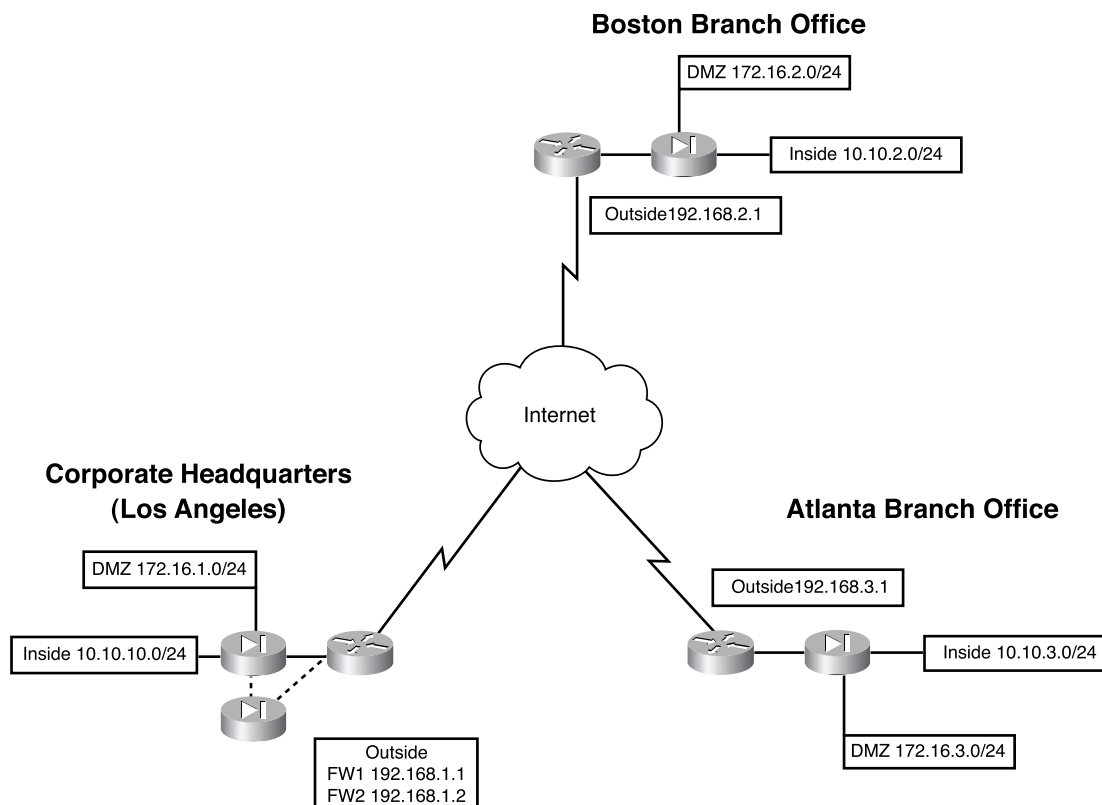 Boston Branch Office
DMZ 172.16.2.0/24
Inside 10.10.2.0/24
Outside192.168.2.1
Internet
Corporate Headquarters
(Los Angeles)
Atlanta Branch Office
DMZ 172.16.1.0/24
Outside192.168.3.1
Inside 10.10.10.0/24
Inside 10.10.3.0/24
DMZ 172.16.3.0/24
Outside
FW1 192.168.1.1
FW2 192.168.1.2